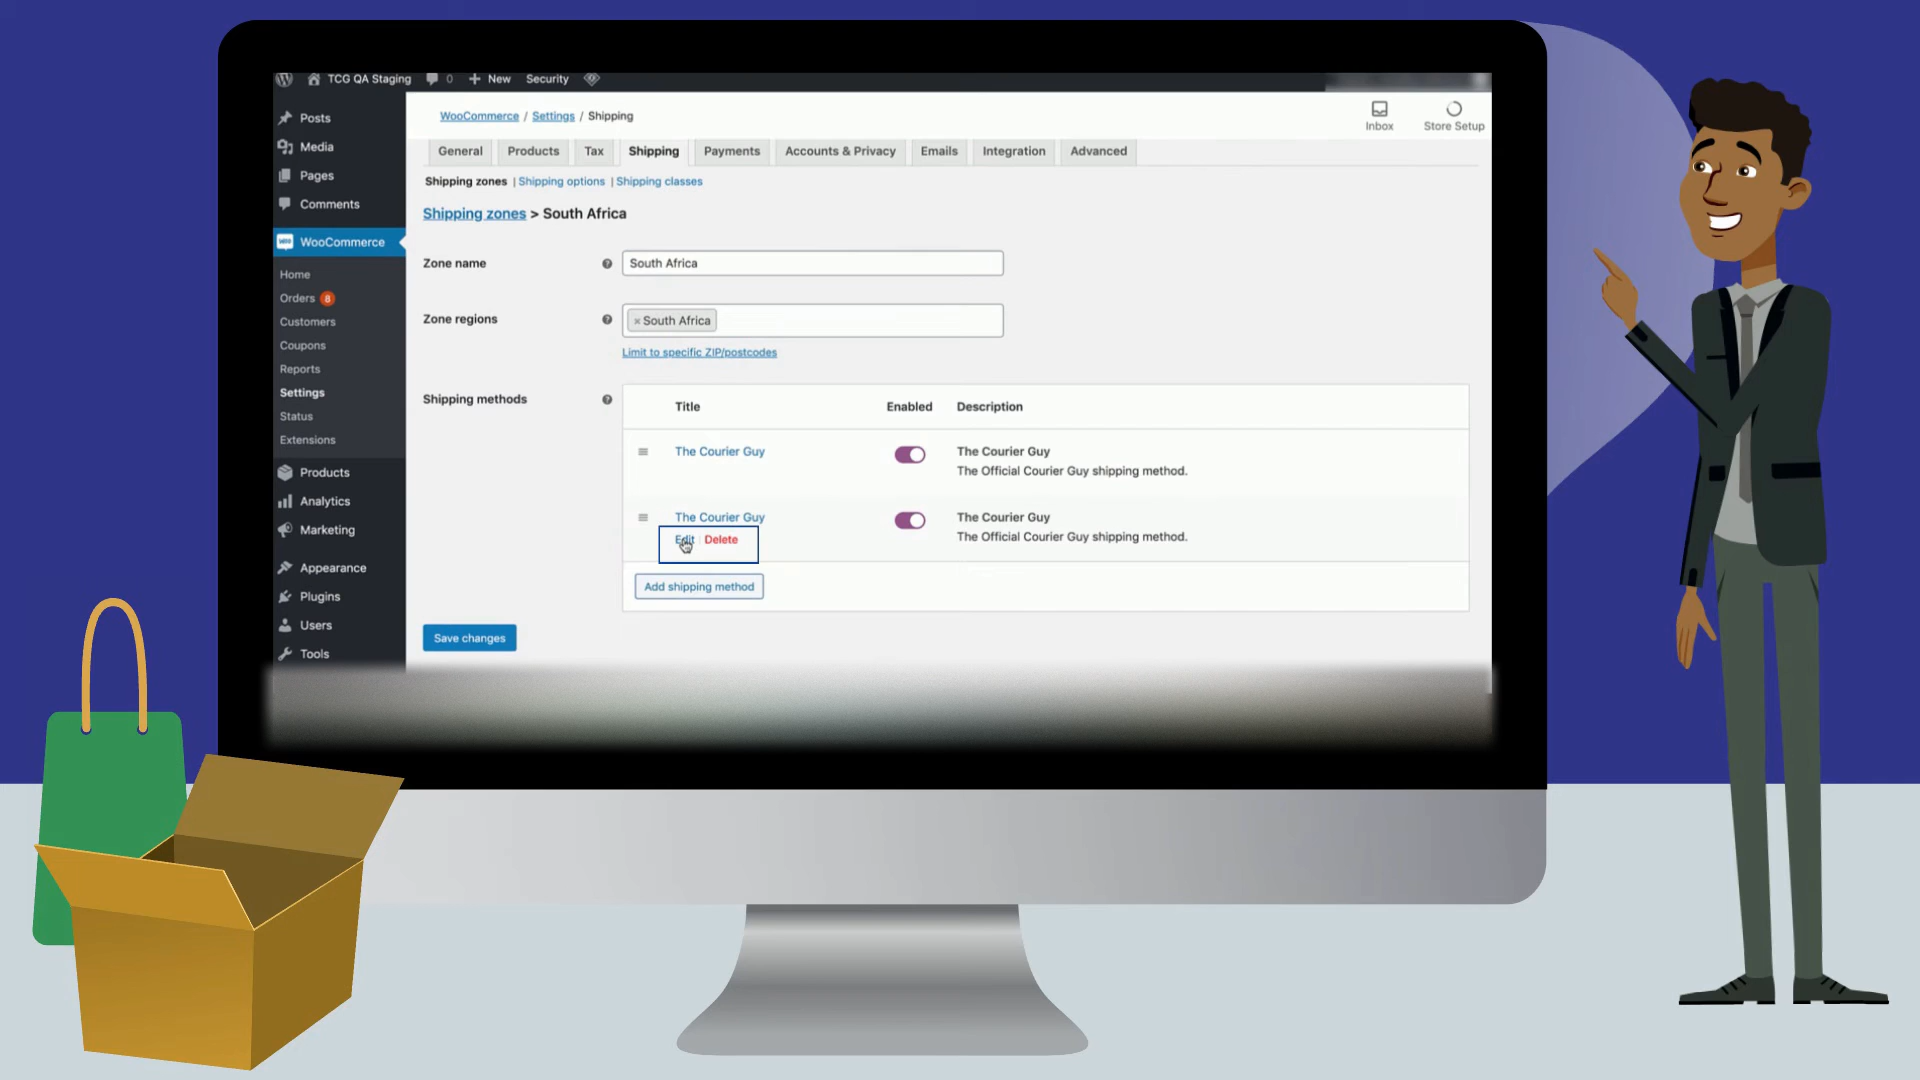 TCG QA Staging 0 New Security
Posts
Media
Pages
Comments
WooCommerce
Home
Orders 8
Customers
Coupons
Reports
Settings
Status
Extensions
Products
Analytics
Marketing
Appearance
Plugins
Users
Tools
WooCommerce / Settings / Shipping
Inbox
Store Setup
General Products Tax Shipping Payments Accounts & Privacy Emails Integration Advanced
Shipping zones | Shipping options | Shipping classes
Shipping zones > South Africa
Zone name ? South Africa
Zone regions ? × South Africa
Limit to specific ZIP/postcodes
Shipping methods ?
Title Enabled Description
The Courier Guy The Courier Guy
The Official Courier Guy shipping method.
The Courier Guy The Courier Guy
Edit | Delete The Official Courier Guy shipping method.
Add shipping method
Save changes